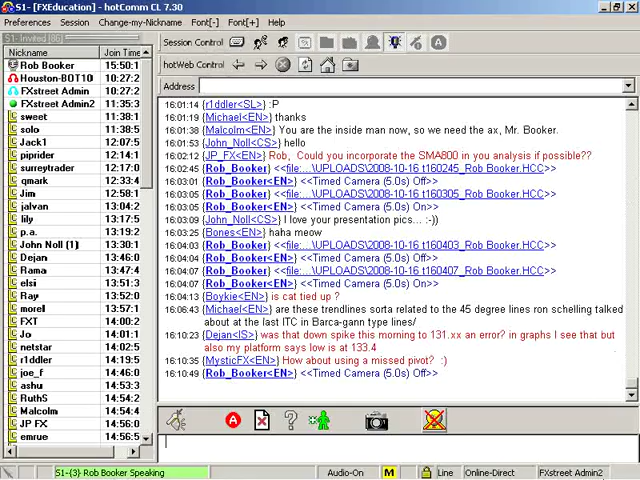 S1- [FXEducation] - hotComm CL 7.30
Preferences Session Change-my-Nickname Font[-] Font[+] Help
S1- Invited (86)
Session Control
Nickname Join Time
hotWeb Control
Rob Booker 15:50:1
Houston-BOT10 10:27:2
FXstreet Admin 10:27:2
FXstreet Admin2 11:35:3
sweet 11:38:5
solo 11:38:5
Jack1 11:38:5
piprider 12:14:1
surreytrader 12:17:1
qmark 12:34:2
Jim 12:58:5
jalvan 12:58:5
lily 12:58:5
p.a. 13:19:2
John Noll (1) 13:30:1
Dejan 13:36:5
Rama 13:39:4
elsi 13:51:2
Ray 13:52:0
morel 13:57:1
FXT 13:57:4
Jo 14:01:1
netstar 14:02:1
r1ddler 14:17:1
joe_f 14:22:2
ashu 14:23:2
RuthS 14:25:4
Malcolm 14:54:5
JP FX 14:56:5
emrue 14:56:5
Address
16:01:14 {r1ddler<SL>} :P
16:01:19 {Michael<EN>} thanks
16:01:38 {Malcolm<EN>} You are the inside man now, so we need the ax, Mr. Booker.
16:01:53 {John_Noll<CS>} hello
16:02:12 {JP_FX<EN>} Rob, Could you incorporate the SMA800 in you analysis if possible??
16:02:45 {Rob_Booker} <<file:...\UPLOADS\2008-10-16 t160245_Rob Booker.HCC>>
16:03:01 {Rob_Booker<EN>} <<Timed Camera (5.0s) Off>>
16:03:05 {Rob_Booker} <<file:...\UPLOADS\2008-10-16 t160305_Rob Booker.HCC>>
16:03:05 {Rob_Booker<EN>} <<Timed Camera (5.0s) On>>
16:03:09 {John_Noll<CS>} I love your presentation pics... :-))
16:03:25 {Bones<EN>} haha meow
16:04:03 {Rob_Booker} <<file:...\UPLOADS\2008-10-16 t160403_Rob Booker.HCC>>
16:04:04 {Rob_Booker<EN>} <<Timed Camera (5.0s) Off>>
16:04:07 {Rob_Booker} <<file:...\UPLOADS\2008-10-16 t160407_Rob Booker.HCC>>
16:04:07 {Rob_Booker<EN>} <<Timed Camera (5.0s) On>>
16:04:13 {Boykie<EN>} is cat tied up ?
16:06:43 {Michael<EN>} are these trendlines sorta related to the 45 degree lines ron schelling talked
about at the last ITC in Barca-gann type lines/
16:10:23 {Dejan<IS>} was that down spike this morning to 131.xx an error? in graphs I see that but
also my platform says low is at 133.4
16:10:35 {MysticFX<EN>} How about using a missed pivot? :)
16:10:49 {Rob_Booker<EN>} <<Timed Camera (5.0s) Off>>
S1-{3} Rob Booker Speaking Audio-On M Line Online-Direct FXstreet Admin2